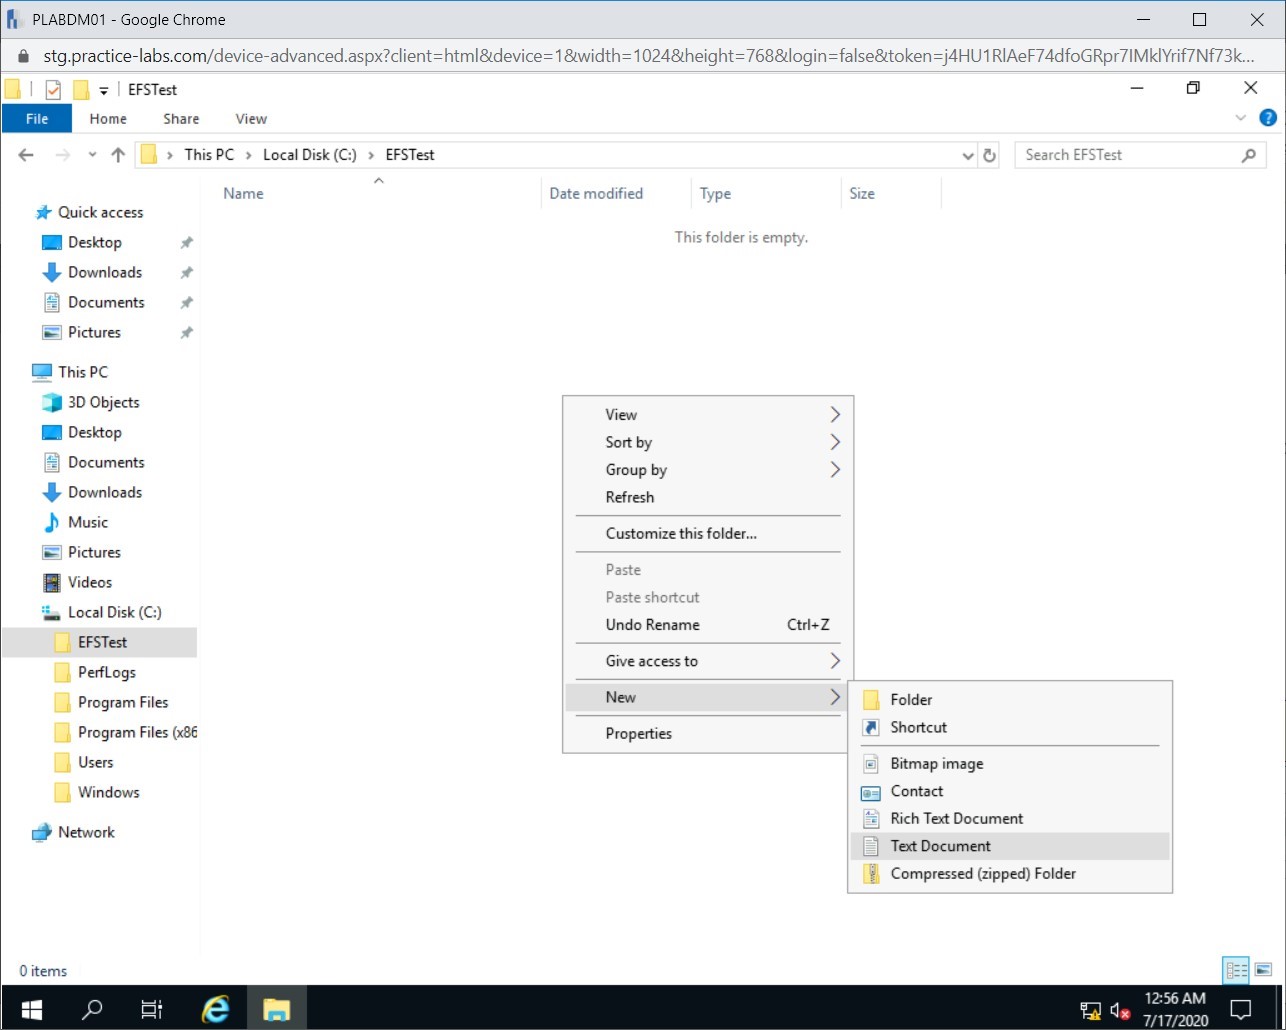 PLABDM01 - Google Chrome
stg.practice-labs.com/device-advanced.aspx?client=html&device=1&width=1024&height=768&login=false&token=j4HU1RlAeF74dfoGRpr7IMklYrif7Nf73k...
EFSTest
File Home Share View
This PC Local Disk (C:) EFSTest
Search EFSTest
Name Date modified Type Size
This folder is empty.
Quick access
Desktop
Downloads
Documents
Pictures
This PC
3D Objects
Desktop
Documents
Downloads
Music
Pictures
Videos
Local Disk (C:)
EFSTest
PerfLogs
Program Files
Program Files (x86
Users
Windows
Network
View
Sort by
Group by
Refresh
Customize this folder...
Paste
Paste shortcut
Undo Rename Ctrl+Z
Give access to
New
Properties
Folder
Shortcut
Bitmap image
Contact
Rich Text Document
Text Document
Compressed (zipped) Folder
0 items
12:56 AM
7/17/2020